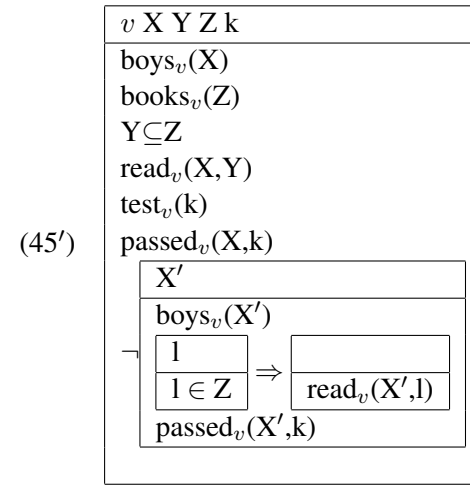 v X Y Z k
boys_v(X)
books_v(Z)
Y⊆Z
read_v(X,Y)
test_v(k)
(45′) passed_v(X,k)
X′
boys_v(X′)
¬ l ⇒
l ∈ Z read_v(X′,l)
passed_v(X′,k)